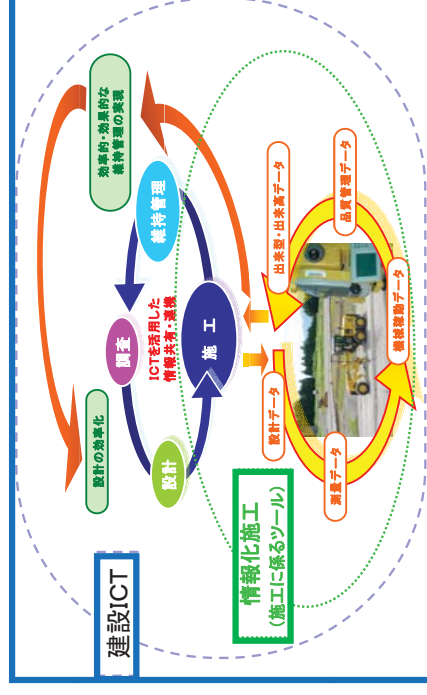 建設ICT
設計の効率化
効率的・効果的な
維持管理の実現
調査
設計
維持管理
ICTを活用した
情報共有・連携
施工
情報化施工
(施工に係るツール)
設計データ
出来型・出来高データ
測量データ
品質管理データ
機械稼動データ